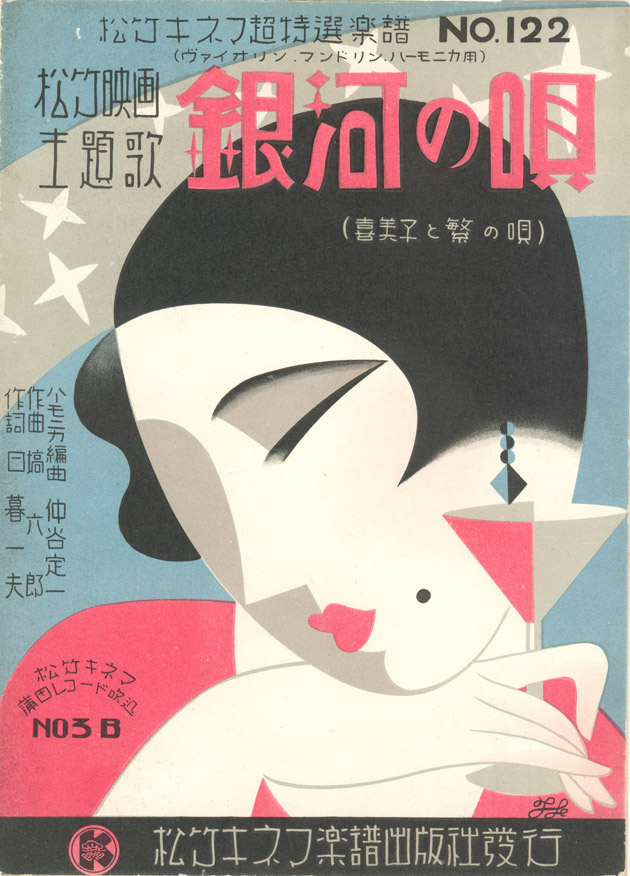 松竹キネマ超特選楽譜 NO.122
(ヴァイオリン.マンドリン.ハーモニカ用)
松竹映画
主題歌
銀河の唄
(喜美子と繁の唄)
ハモニカ編曲 仲谷定一
作曲 塙六郎
作詞 日暮一夫
松竹キネマ
蒲田レコード吹込
NO3 B
松竹キネマ楽譜出版社發行